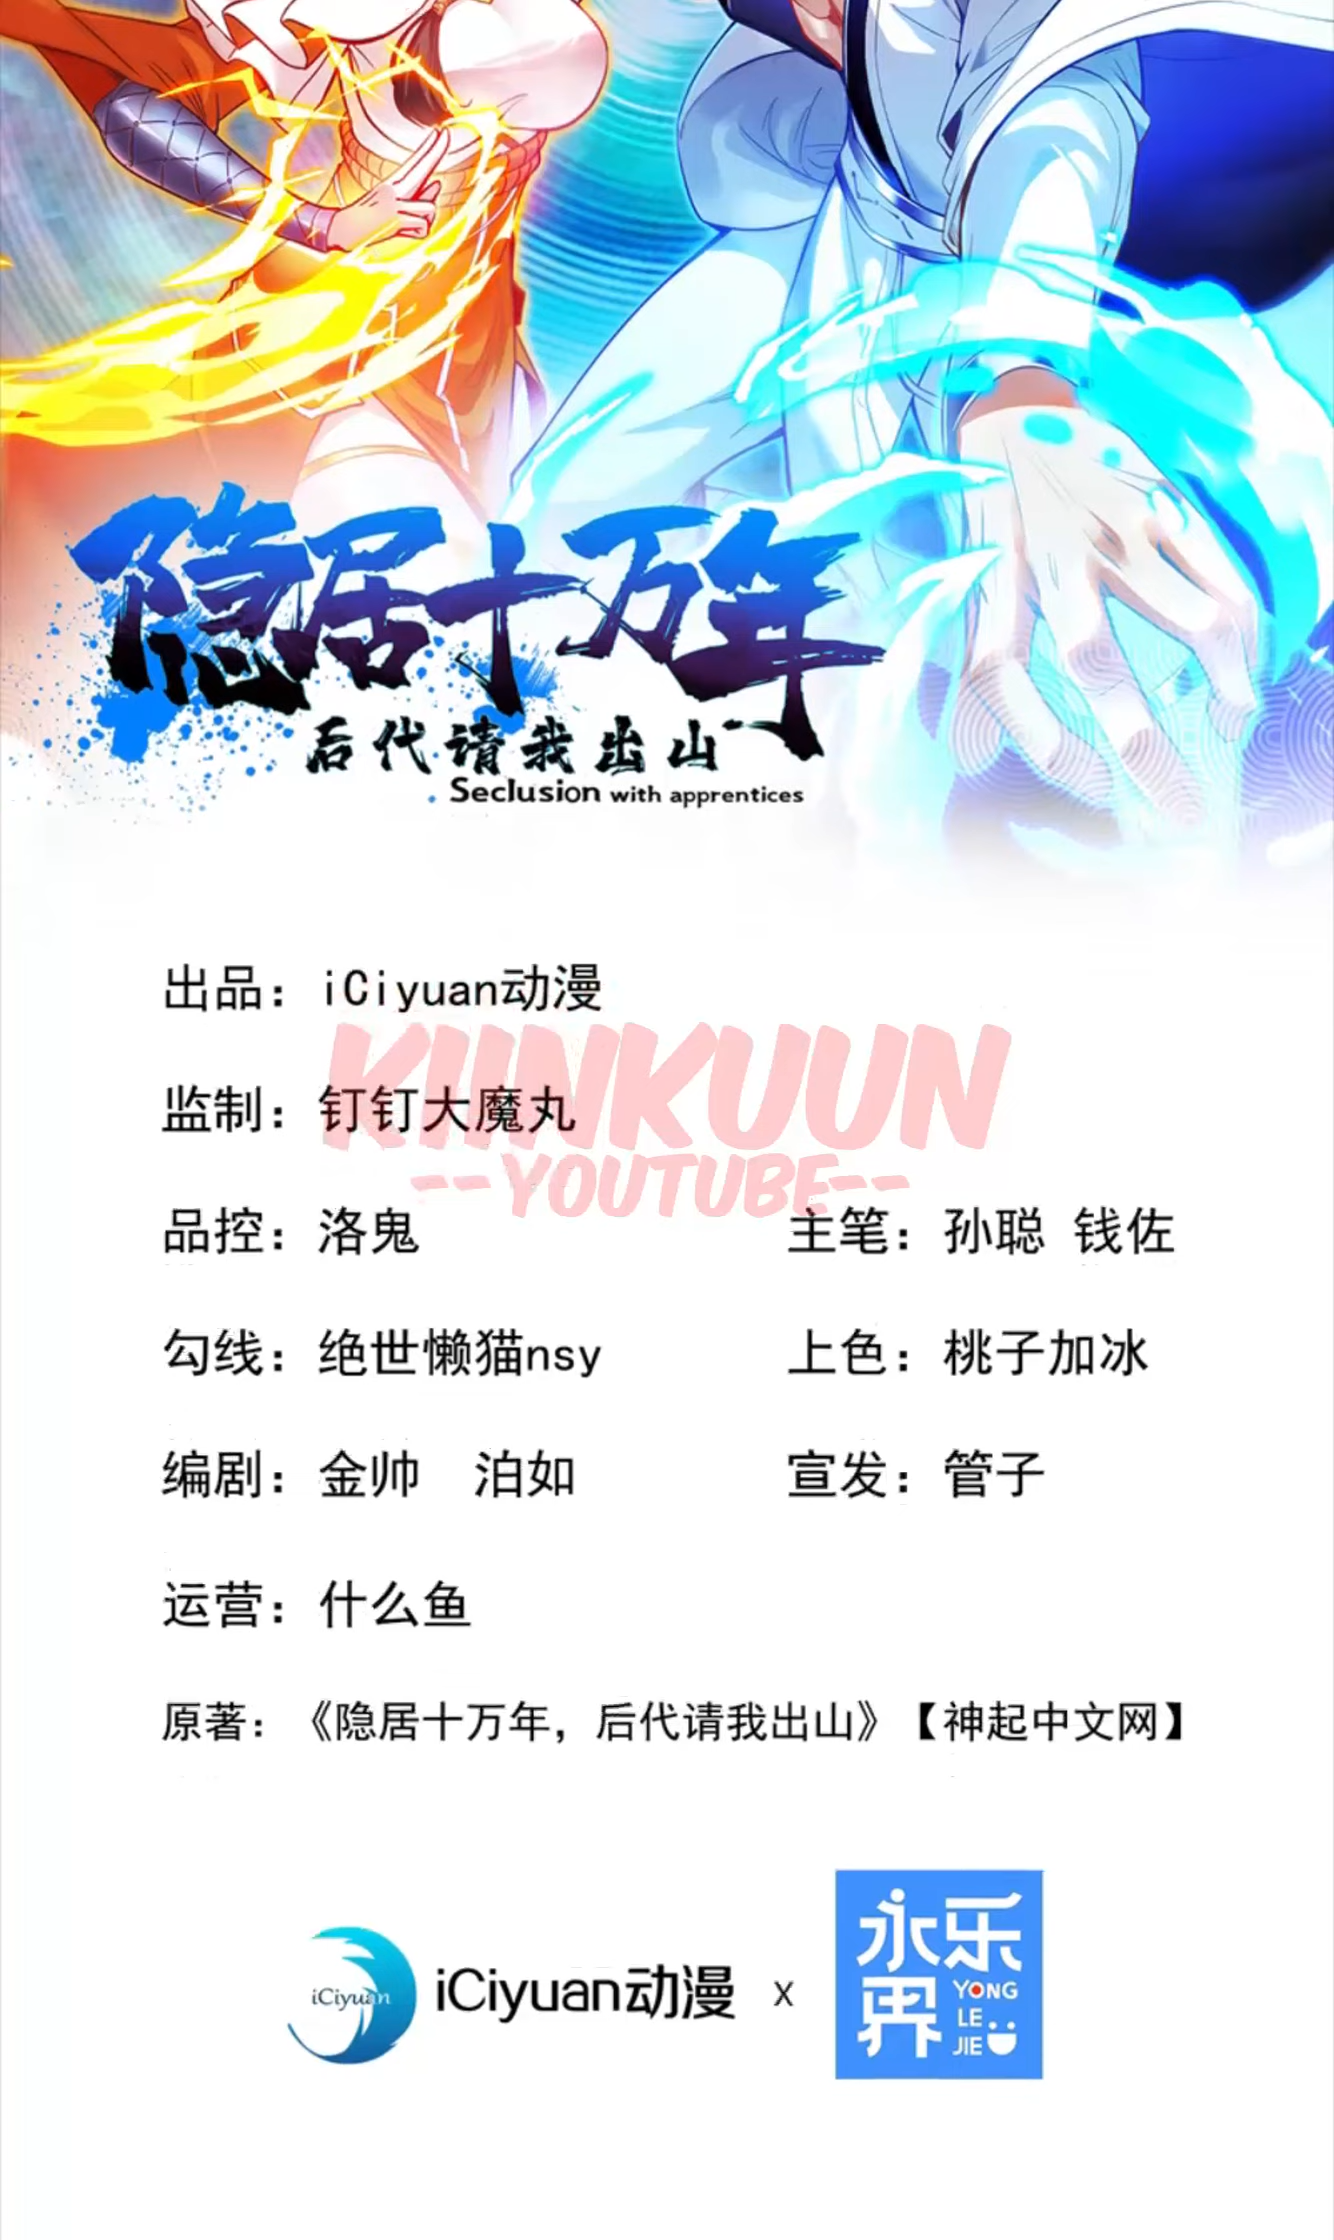 隐居十万年
后代请我出山
Seclusion with apprentices
出品：iCiyuan动漫
KIINKUUN
监制：钉钉大魔丸
--YOUTUBE--
品控：洛鬼 主笔：孙聪 钱佐
勾线：绝世懒猫nsy 上色：桃子加冰
编剧：金帅 泊如 宣发：管子
运营：什么鱼
原著：《隐居十万年，后代请我出山》【神起中文网】
iCiyuan iCiyuan动漫 x
永乐界
YONG
LE
JIE